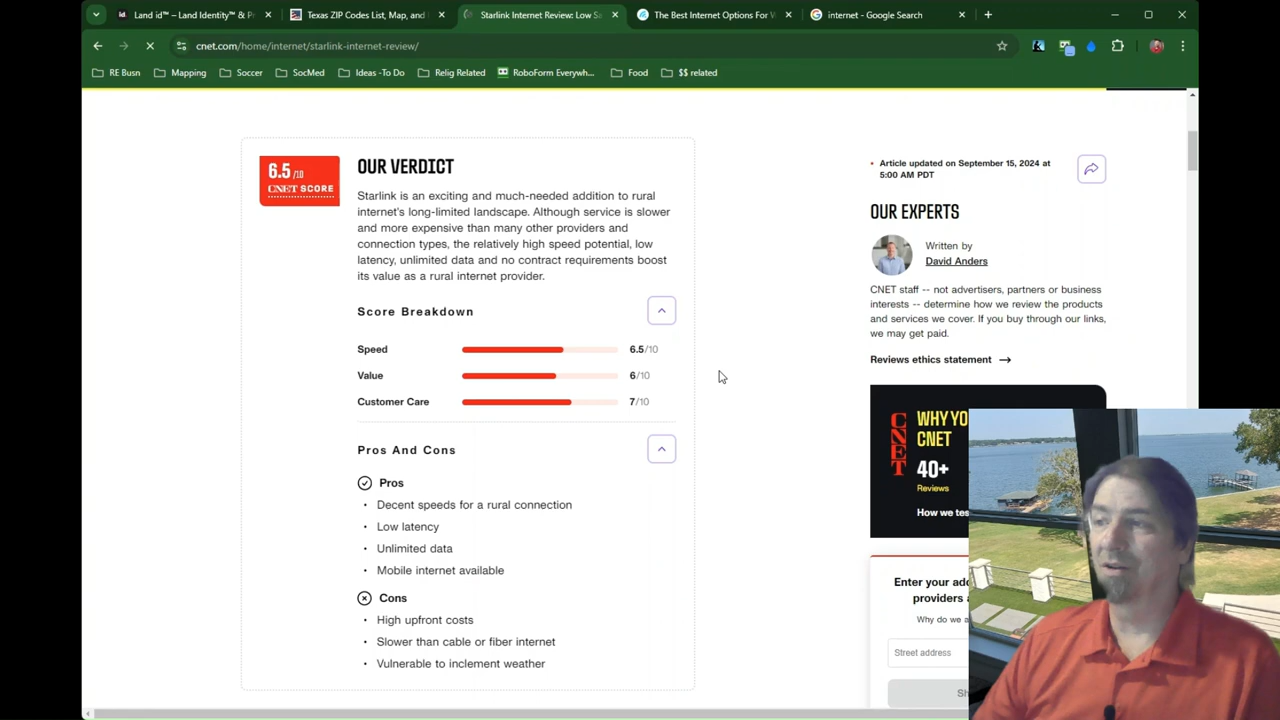 Land id™ – Land Identity™ & Pr
Texas ZIP Codes List, Map, and
Starlink Internet Review: Low Sa
The Best Internet Options For W
internet - Google Search
cnet.com/home/internet/starlink-internet-review/
RE Busn
Mapping
Soccer
SocMed
Ideas -To Do
Relig Related
RoboForm Everywh...
Food
$$ related
6.5/10
CNET SCORE
OUR VERDICT
Starlink is an exciting and much-needed addition to rural
internet's long-limited landscape. Although service is slower
and more expensive than many other providers and
connection types, the relatively high speed potential, low
latency, unlimited data and no contract requirements boost
its value as a rural internet provider.
Score Breakdown
Speed 6.5/10
Value 6/10
Customer Care 7/10
Pros And Cons
Pros
• Decent speeds for a rural connection
• Low latency
• Unlimited data
• Mobile internet available
Cons
• High upfront costs
• Slower than cable or fiber internet
• Vulnerable to inclement weather
Article updated on September 15, 2024 at
5:00 AM PDT
OUR EXPERTS
Written by
David Anders
CNET staff -- not advertisers, partners or business
interests -- determine how we review the products
and services we cover. If you buy through our links,
we may get paid.
Reviews ethics statement
CNET
WHY YO
CNET
40+
Reviews
How we tes
Enter your add
providers a
Why do we a
Street address
Sh